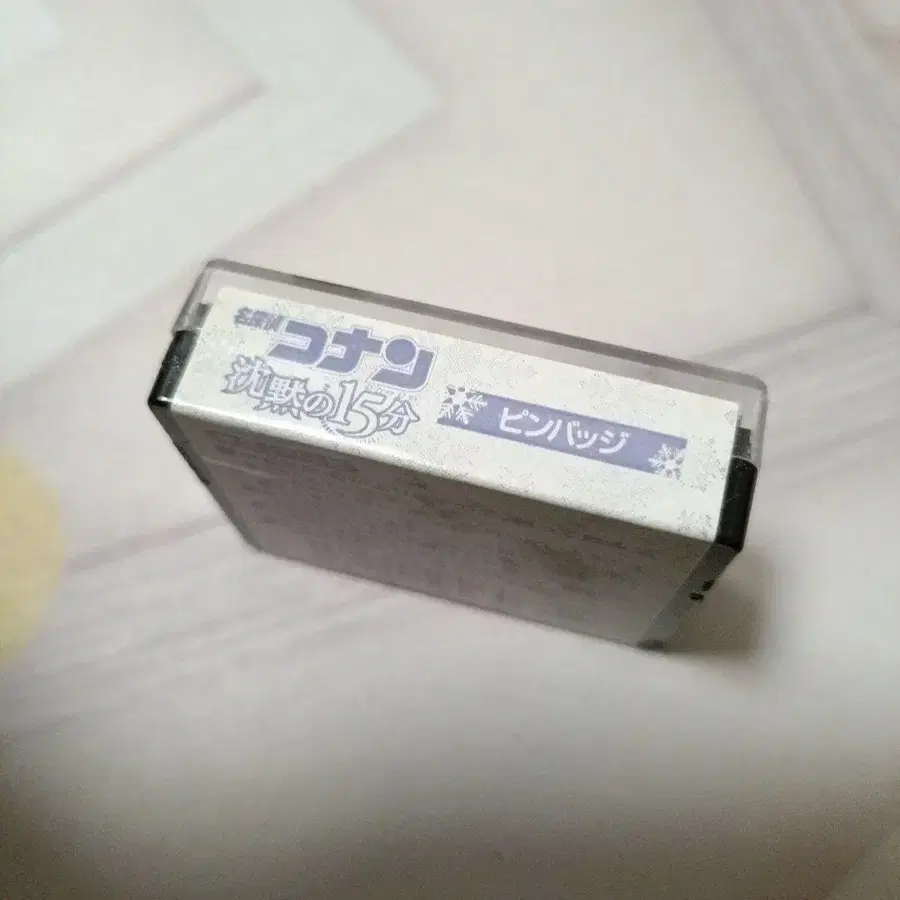 名探偵
コナン
沈黙の15分
ピンバッジ